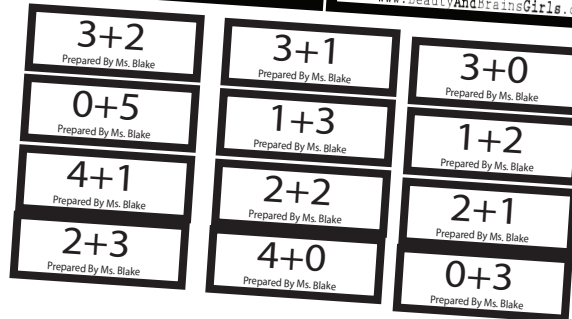 www.BeautyAndBrainsGirls.
3+2
Prepared By Ms. Blake
3+1
Prepared By Ms. Blake
3+0
Prepared By Ms. Blake
0+5
Prepared By Ms. Blake
1+3
Prepared By Ms. Blake
1+2
Prepared By Ms. Blake
4+1
Prepared By Ms. Blake
2+2
Prepared By Ms. Blake
2+1
Prepared By Ms. Blake
2+3
Prepared By Ms. Blake
4+0
Prepared By Ms. Blake
0+3
Prepared By Ms. Blake